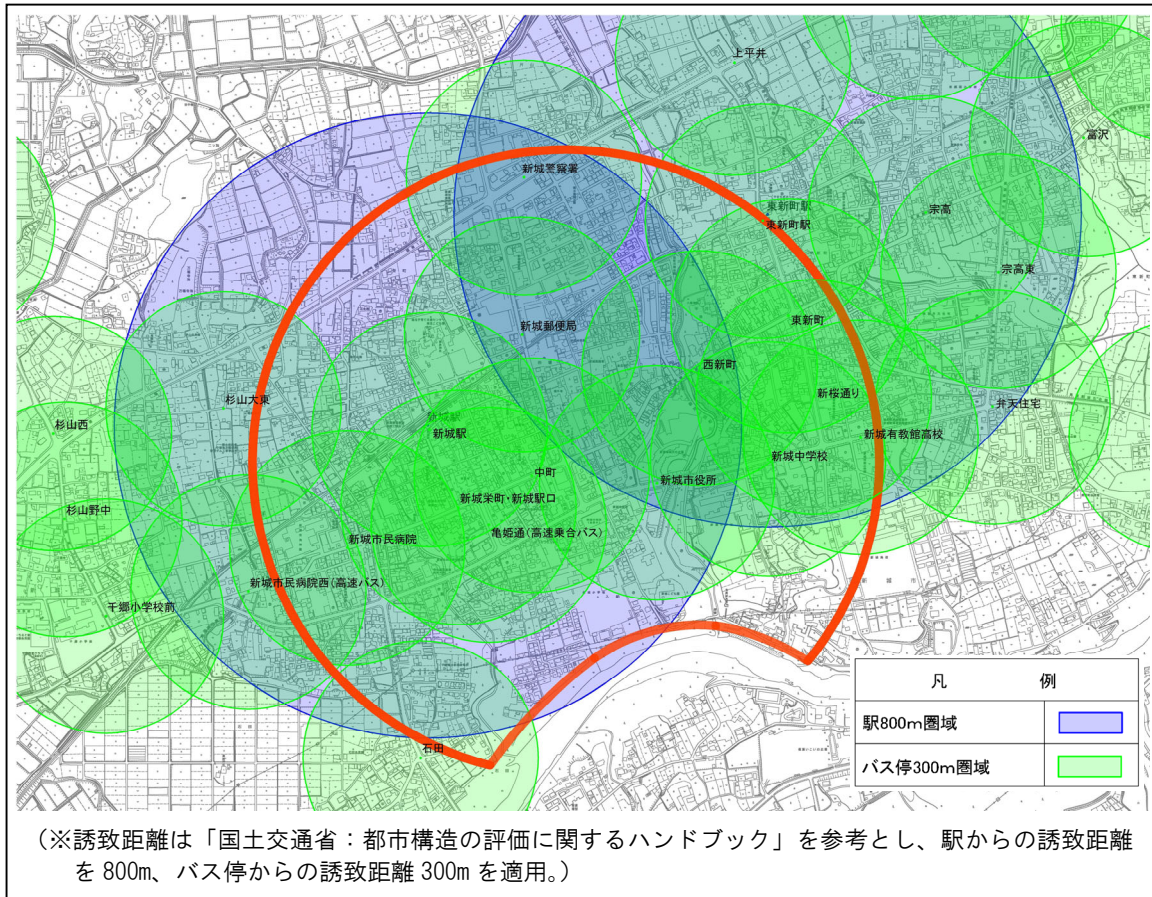 上平井
富沢
新城警察署
東新町駅
東新町駅
宗高
宗高東
新城郵便局
東新町
西新町
新桜通り
杉山大東
弁天住宅
新城駅
新城駅
杉山西
新城有教館高校
新城中学校
中町
新城市役所
新城栄町・新城駅口
杉山野中
亀姫通(高速乗合バス)
新城市民病院
新城市民病院西(高速バス)
千郷小学校前
新城市
石田
凡 例
駅800m圏域
バス停300m圏域
(※誘致距離は「国土交通省:都市構造の評価に関するハンドブック」を参考とし、駅からの誘致距離
を 800m、バス停からの誘致距離 300m を適用。)